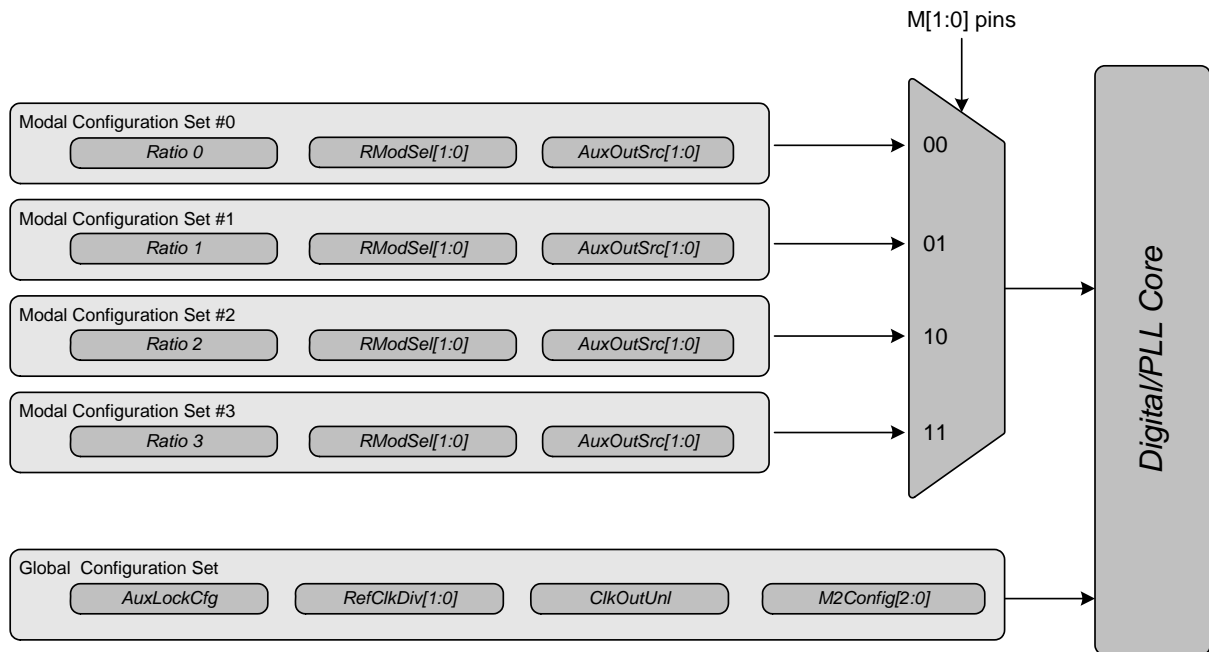 M[1:0] pins
Modal Configuration Set #0
Ratio 0 RModSel[1:0] AuxOutSrc[1:0]
00
Modal Configuration Set #1
Ratio 1 RModSel[1:0] AuxOutSrc[1:0]
01
Modal Configuration Set #2
Ratio 2 RModSel[1:0] AuxOutSrc[1:0]
10
Modal Configuration Set #3
Ratio 3 RModSel[1:0] AuxOutSrc[1:0]
11
Digital/PLL Core
Global Configuration Set
AuxLockCfg RefClkDiv[1:0] ClkOutUnl M2Config[2:0]